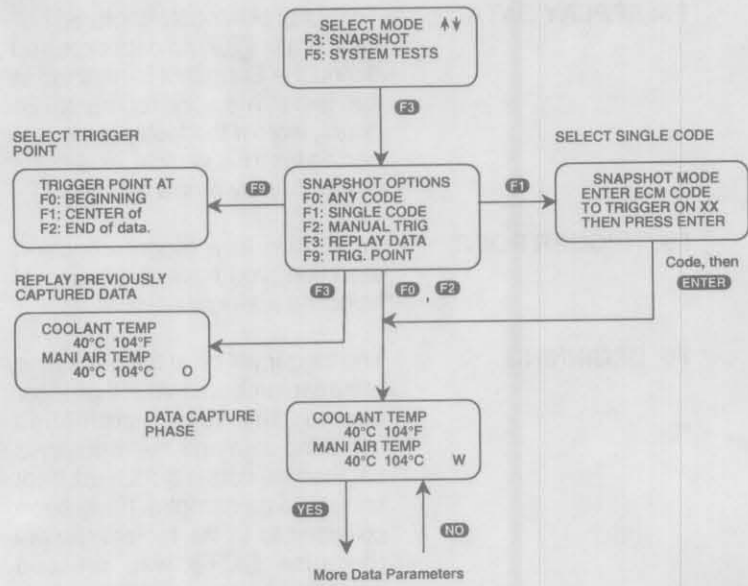 SELECT MODE
F3: SNAPSHOT
F5: SYSTEM TESTS
F3
SELECT TRIGGER
POINT
TRIGGER POINT AT
F0: BEGINNING
F1: CENTER of
F2: END of data.
F9
SNAPSHOT OPTIONS
F0: ANY CODE
F1: SINGLE CODE
F2: MANUAL TRIG
F3: REPLAY DATA
F9: TRIG. POINT
F1
SELECT SINGLE CODE
SNAPSHOT MODE
ENTER ECM CODE
TO TRIGGER ON XX
THEN PRESS ENTER
Code, then
ENTER
REPLAY PREVIOUSLY
CAPTURED DATA
F3
F0 , F2
COOLANT TEMP
40°C 104°F
MANI AIR TEMP
40°C 104°C O
DATA CAPTURE
PHASE
COOLANT TEMP
40°C 104°F
MANI AIR TEMP
40°C 104°C W
YES
NO
More Data Parameters